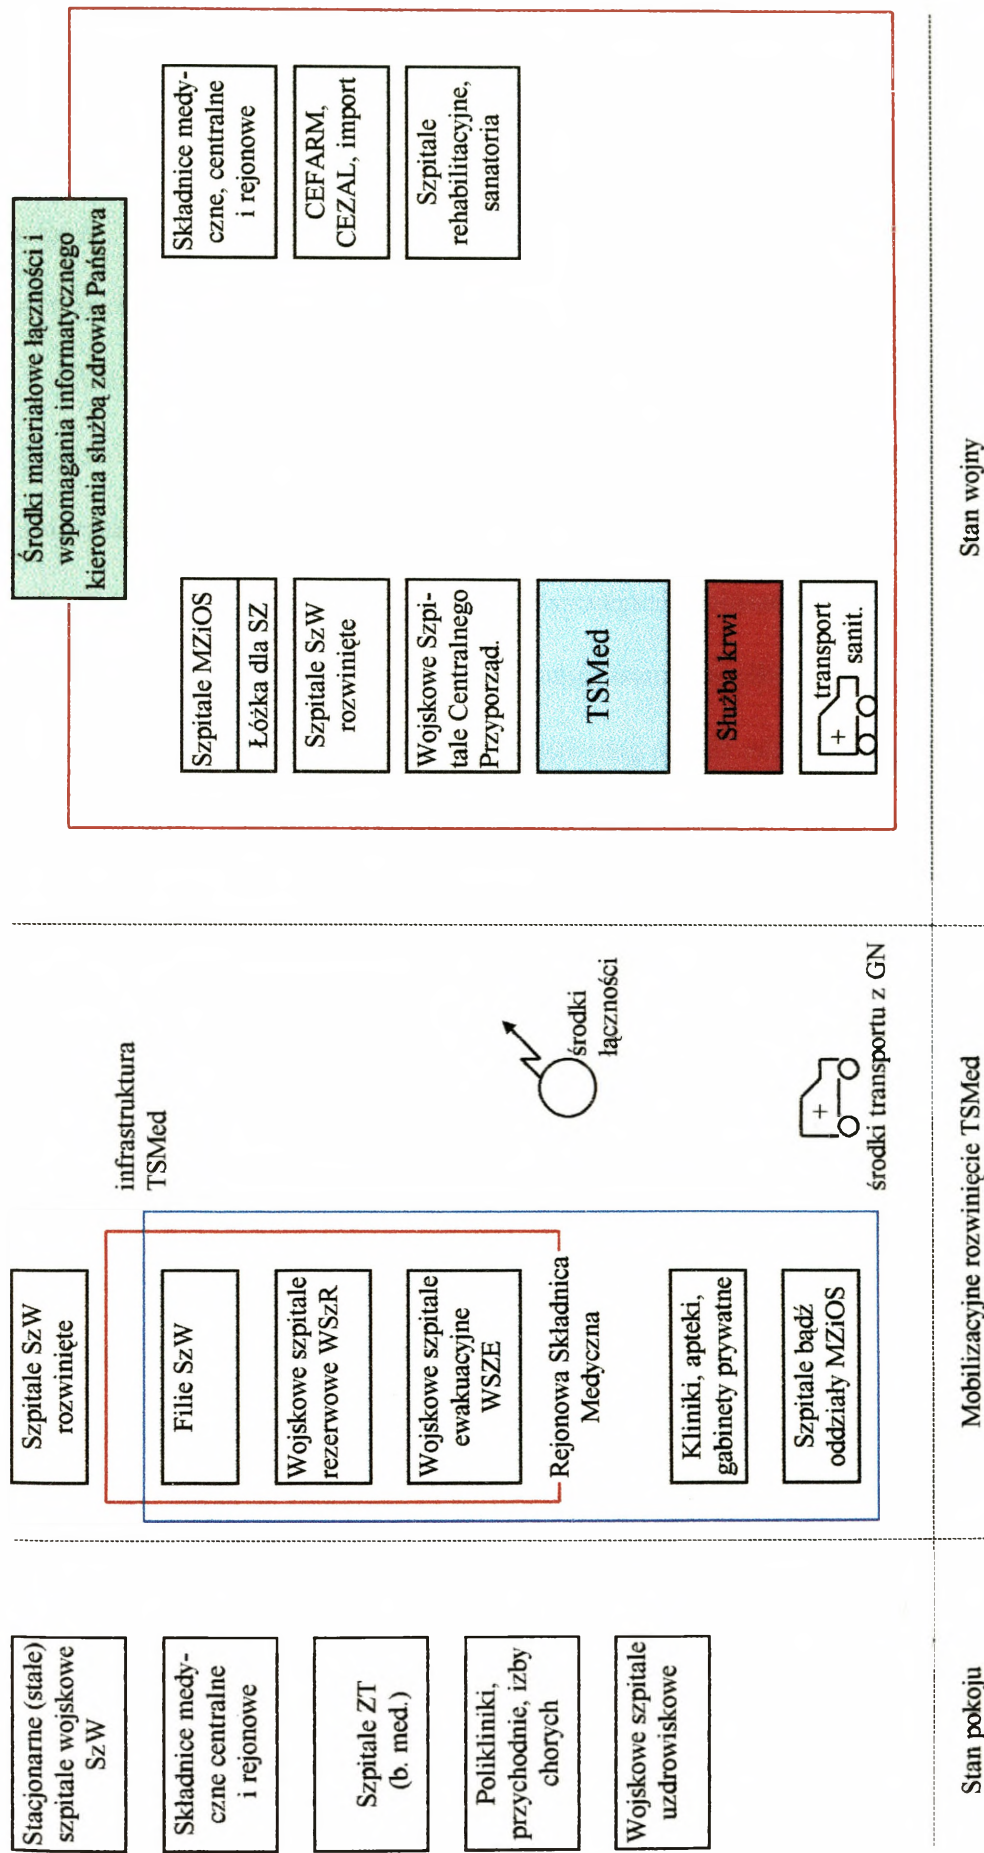 Stacjonarne (stałe)
szpitale wojskowe
SzW
Składnice medy-
czne centralne
i rejonowe
Szpitale ZT
(b. med.)
Polikliniki,
przychodnie, izby
chorych
Wojskowe szpitale
uzdrowiskowe
Stan pokoju
Szpitale SzW
rozwinięte
infrastruktura
TSMed
Filie SzW
Wojskowe szpitale
rezerwowe WSzR
Wojskowe szpitale
ewakuacyjne
WSZE
Rejonowa Składnica
Medyczna
środki
łączności
Kliniki, apteki,
gabinety prywatne
Szpitale bądź
oddziały MZiOS
+
środki transportu z GN
Mobilizacyjne rozwinięcie TSMed
Środki materiałowe łączności i
wspomagania informatycznego
kierowania służbą zdrowia Państwa
Szpitale MZiOS
Łóżka dla SZ
Szpitale SzW
rozwinięte
Wojskowe Szpi-
tale Centralnego
Przyporząd.
TSMed
Służba krwi
+
transport
sanit.
Składnice medy-
czne, centralne
i rejonowe
CEFARM,
CEZAL, import
Szpitale
rehabilitacyjne,
sanatoria
Stan wojny